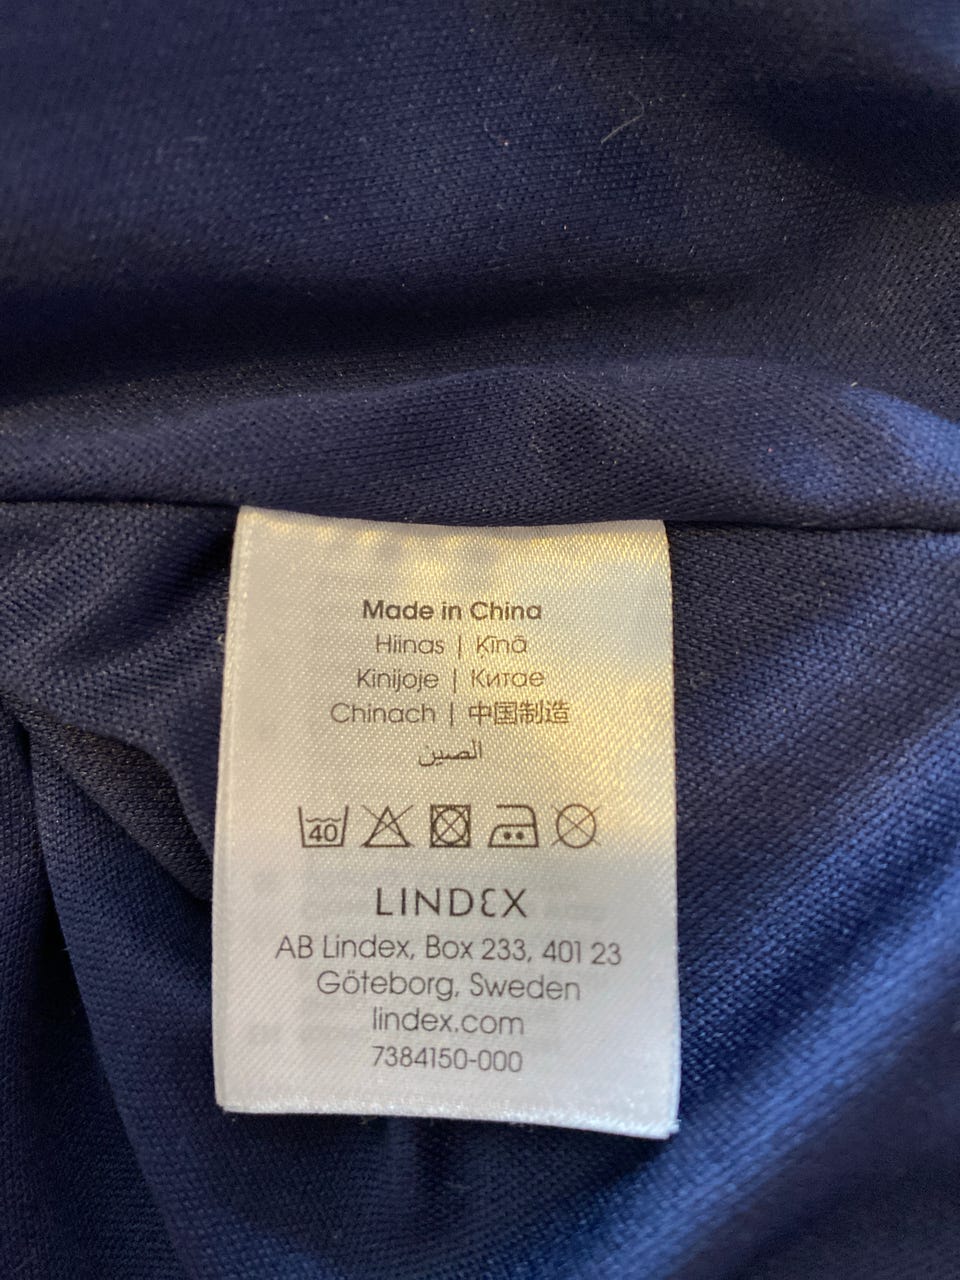 Made in China
Hiinas | Ķīnā
Kinijoje | Китае
Chinach | 中国制造
الصين
40
LINDEX
AB Lindex, Box 233, 401 23
Göteborg, Sweden
lindex.com
7384150-000